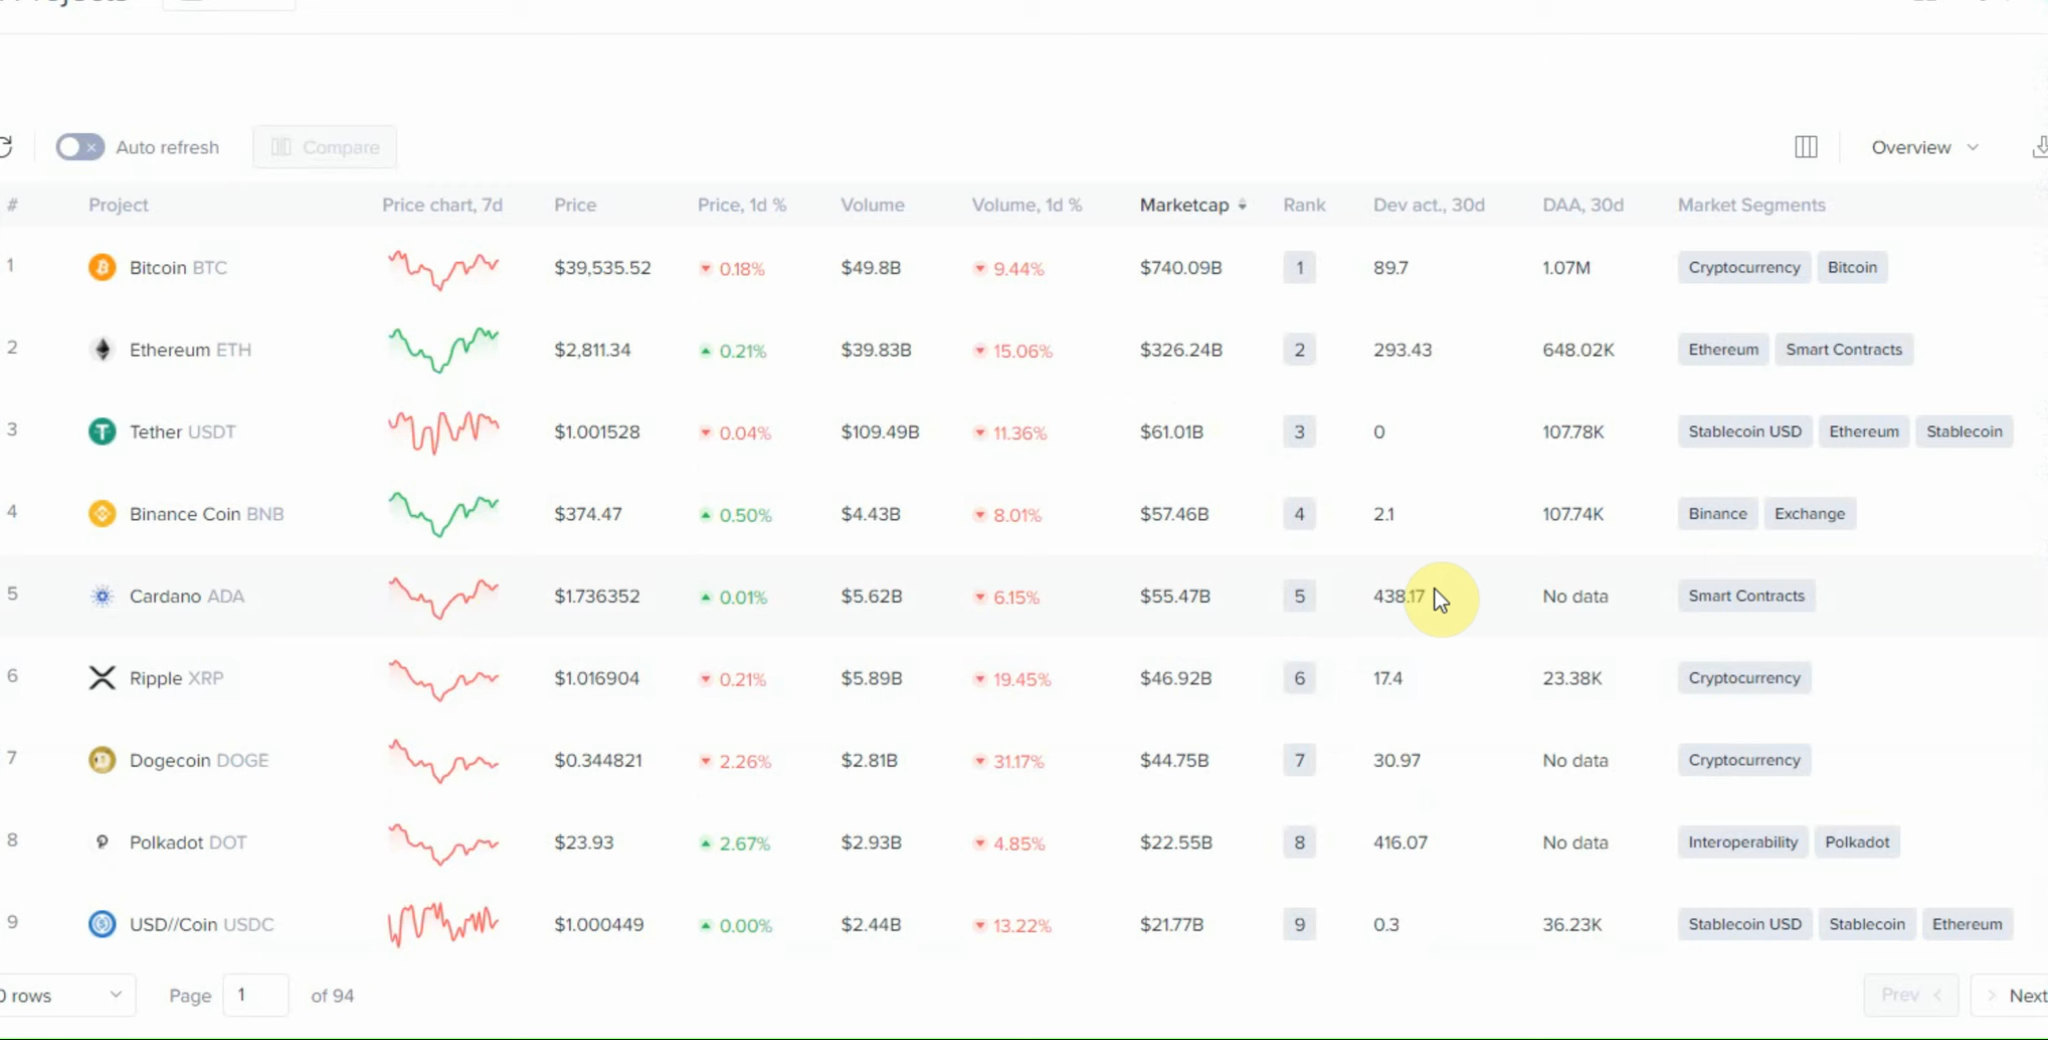 Auto refresh Compare Overview
# Project Price chart, 7d Price Price, 1d % Volume Volume, 1d % Marketcap Rank Dev act., 30d DAA, 30d Market Segments
1 Bitcoin BTC $39,535.52 0.18% $49.8B 9.44% $740.09B 1 89.7 1.07M Cryptocurrency Bitcoin
2 Ethereum ETH $2,811.34 0.21% $39.83B 15.06% $326.24B 2 293.43 648.02K Ethereum Smart Contracts
3 Tether USDT $1.001528 0.04% $109.49B 11.36% $61.01B 3 0 107.78K Stablecoin USD Ethereum Stablecoin
4 Binance Coin BNB $374.47 0.50% $4.43B 8.01% $57.46B 4 2.1 107.74K Binance Exchange
5 Cardano ADA $1.736352 0.01% $5.62B 6.15% $55.47B 5 438.17 No data Smart Contracts
6 Ripple XRP $1.016904 0.21% $5.89B 19.45% $46.92B 6 17.4 23.38K Cryptocurrency
7 Dogecoin DOGE $0.344821 2.26% $2.81B 31.17% $44.75B 7 30.97 No data Cryptocurrency
8 Polkadot DOT $23.93 2.67% $2.93B 4.85% $22.55B 8 416.07 No data Interoperability Polkadot
9 USD//Coin USDC $1.000449 0.00% $2.44B 13.22% $21.77B 9 0.3 36.23K Stablecoin USD Stablecoin Ethereum
0 rows Page 1 of 94 Prev < > Next